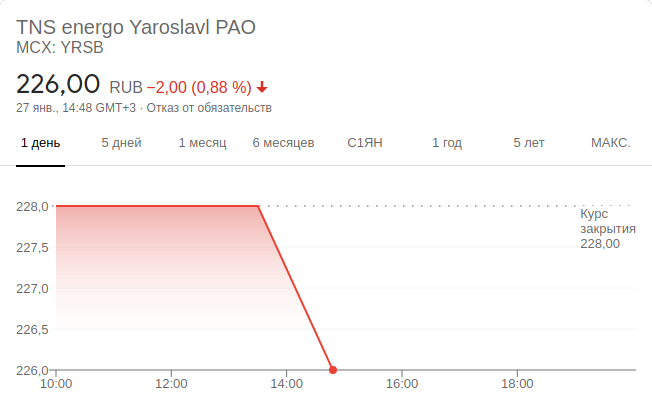 TNS energo Yaroslavl PAO
MCX: YRSB
226,00 RUB −2,00 (0,88 %)
27 янв., 14:48 GMT+3 · Отказ от обязательств
1 день 5 дней 1 месяц 6 месяцев С1ЯН 1 год 5 лет МАКС.
228,0
Курс
закрытия
227,5 228,00
227,0
226,5
226,0
10:00 12:00 14:00 16:00 18:00